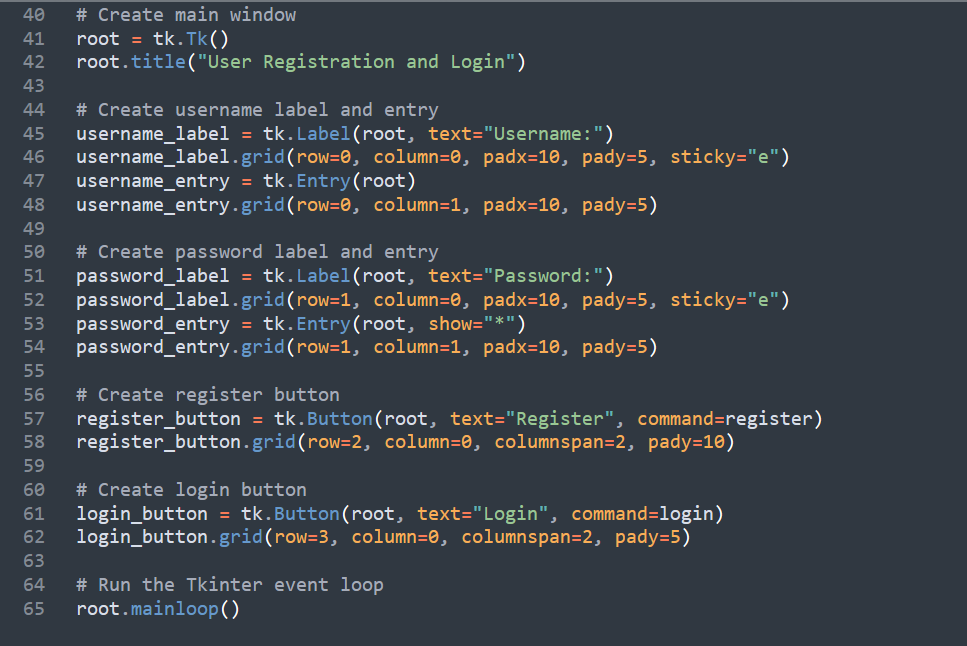 40 # Create main window
41 root = tk.Tk()
42 root.title("User Registration and Login")
43
44 # Create username label and entry
45 username_label = tk.Label(root, text="Username:")
46 username_label.grid(row=0, column=0, padx=10, pady=5, sticky="e")
47 username_entry = tk.Entry(root)
48 username_entry.grid(row=0, column=1, padx=10, pady=5)
49
50 # Create password label and entry
51 password_label = tk.Label(root, text="Password:")
52 password_label.grid(row=1, column=0, padx=10, pady=5, sticky="e")
53 password_entry = tk.Entry(root, show="*")
54 password_entry.grid(row=1, column=1, padx=10, pady=5)
55
56 # Create register button
57 register_button = tk.Button(root, text="Register", command=register)
58 register_button.grid(row=2, column=0, columnspan=2, pady=10)
59
60 # Create login button
61 login_button = tk.Button(root, text="Login", command=login)
62 login_button.grid(row=3, column=0, columnspan=2, pady=5)
63
64 # Run the Tkinter event loop
65 root.mainloop()